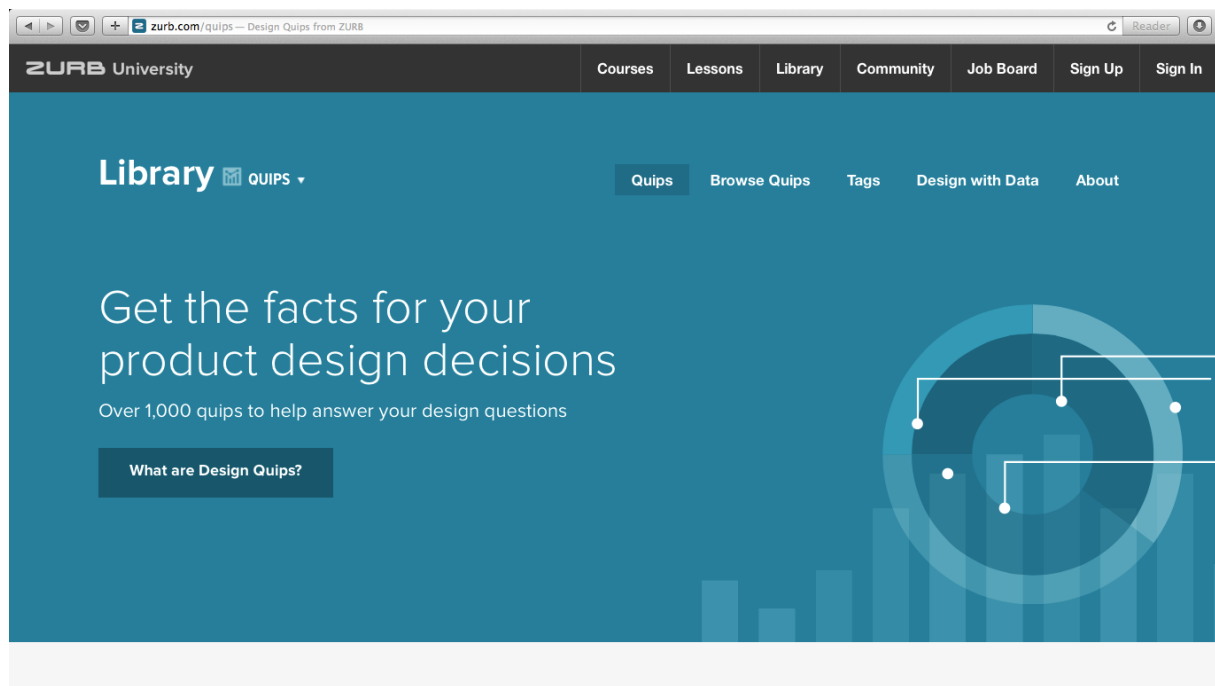 zurb.com/quips — Design Quips from ZURB
Reader
ZURB University
Courses
Lessons
Library
Community
Job Board
Sign Up
Sign In
Library QUIPS
Quips
Browse Quips
Tags
Design with Data
About
Get the facts for your
product design decisions
Over 1,000 quips to help answer your design questions
What are Design Quips?